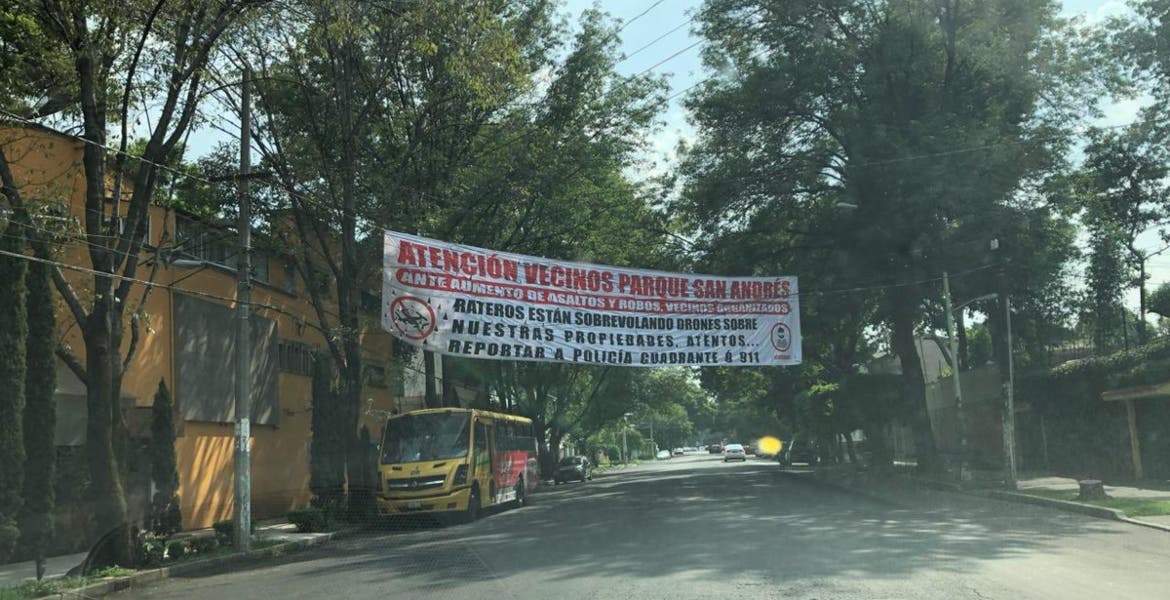 ATENCIÓN VECINOS PARQUE SAN ANDRÉS
ANTE AUMENTO DE ASALTOS Y ROBOS, VECINOS ORGANIZADOS
RATEROS ESTÁN SOBREVOLANDO DRONES SOBRE
NUESTRAS PROPIEDADES, ATENTOS...
REPORTAR A POLICÍA CUADRANTE Ó 911